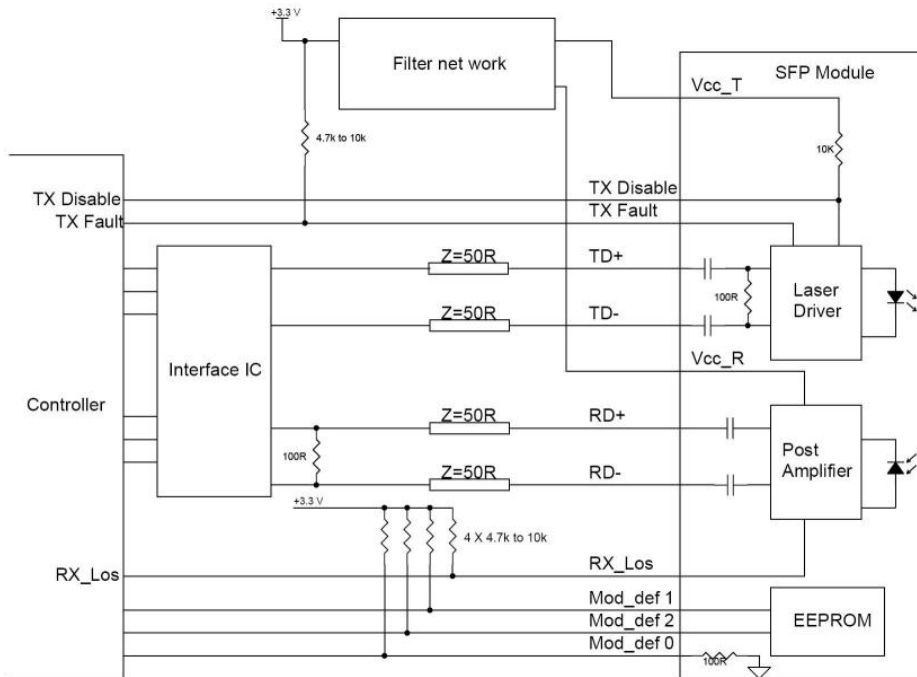 +3.3 V
Filter net work
SFP Module
Vcc_T
4.7k to 10k
10K
TX Disable
TX Disable
TX Fault
TX Fault
Z=50R
TD+
100R
Laser
Driver
Z=50R
TD-
Vcc_R
Interface IC
Controller
Z=50R
RD+
100R
Post
Amplifier
Z=50R
RD-
+3.3 V
4 X 4.7k to 10k
RX_Los
RX_Los
Mod_def 1
EEPROM
Mod_def 2
Mod_def 0
100R